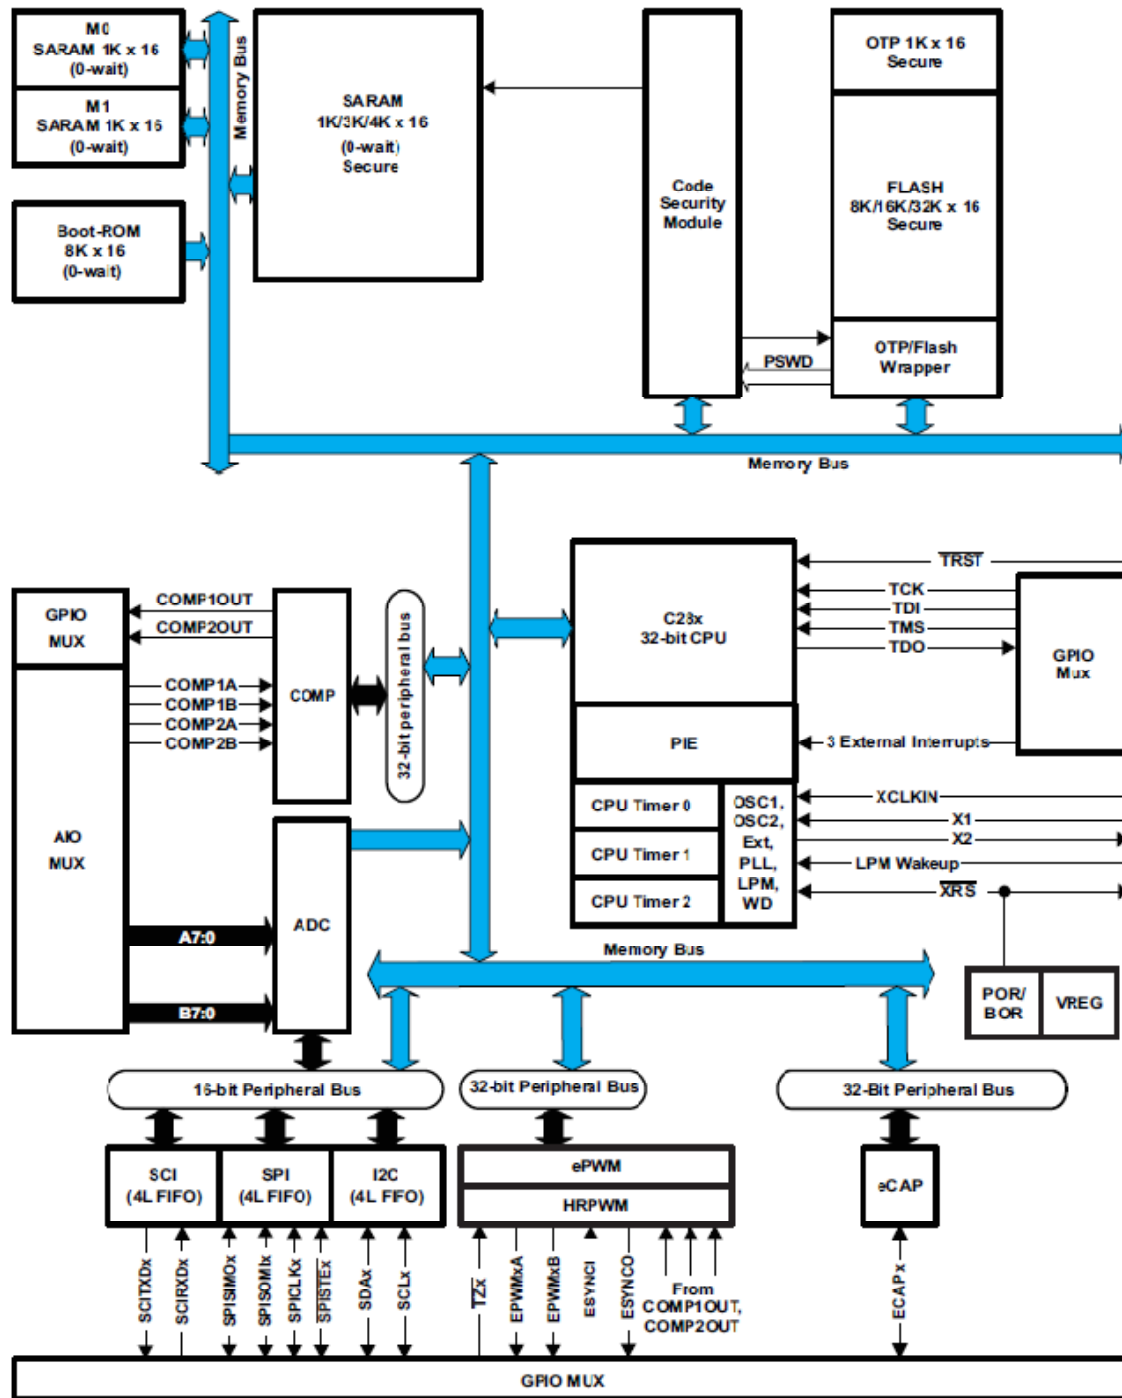 M0
SARAM 1K x 16
(0-wait)
M1
SARAM 1K x 16
(0-wait)
Boot-ROM
8K x 16
(0-wait)
Memory Bus
SARAM
1K/3K/4K x 16
(0-wait)
Secure
Code
Security
Module
OTP 1K x 16
Secure
FLASH
8K/16K/32K x 16
Secure
OTP/Flash
Wrapper
PSWD
Memory Bus
GPIO
MUX
AIO
MUX
COMP1OUT
COMP2OUT
COMP1A
COMP1B
COMP2A
COMP2B
A7:0
B7:0
COMP
ADC
32-bit peripheral bus
C28x
32-bit CPU
PIE
CPU Timer 0
CPU Timer 1
CPU Timer 2
OSC1,
OSC2,
Ext,
PLL,
LPM,
WD
TRST
TCK
TDI
TMS
TDO
GPIO
Mux
3 External Interrupts
XCLKIN
X1
X2
LPM Wakeup
XRS
POR/
BOR
VREG
Memory Bus
16-bit Peripheral Bus
32-bit Peripheral Bus
32-Bit Peripheral Bus
SCI
(4L FIFO)
SPI
(4L FIFO)
I2C
(4L FIFO)
ePWM
HRPWM
eCAP
SCITXDx
SCIRXDx
SPISIMOx
SPISOMIx
SPICLKx
SPISTEx
SDAx
SCLx
TZx
EPWMxA
EPWMxB
ESYNCI
ESYNCO
From
COMP1OUT,
COMP2OUT
ECAPx
GPIO MUX